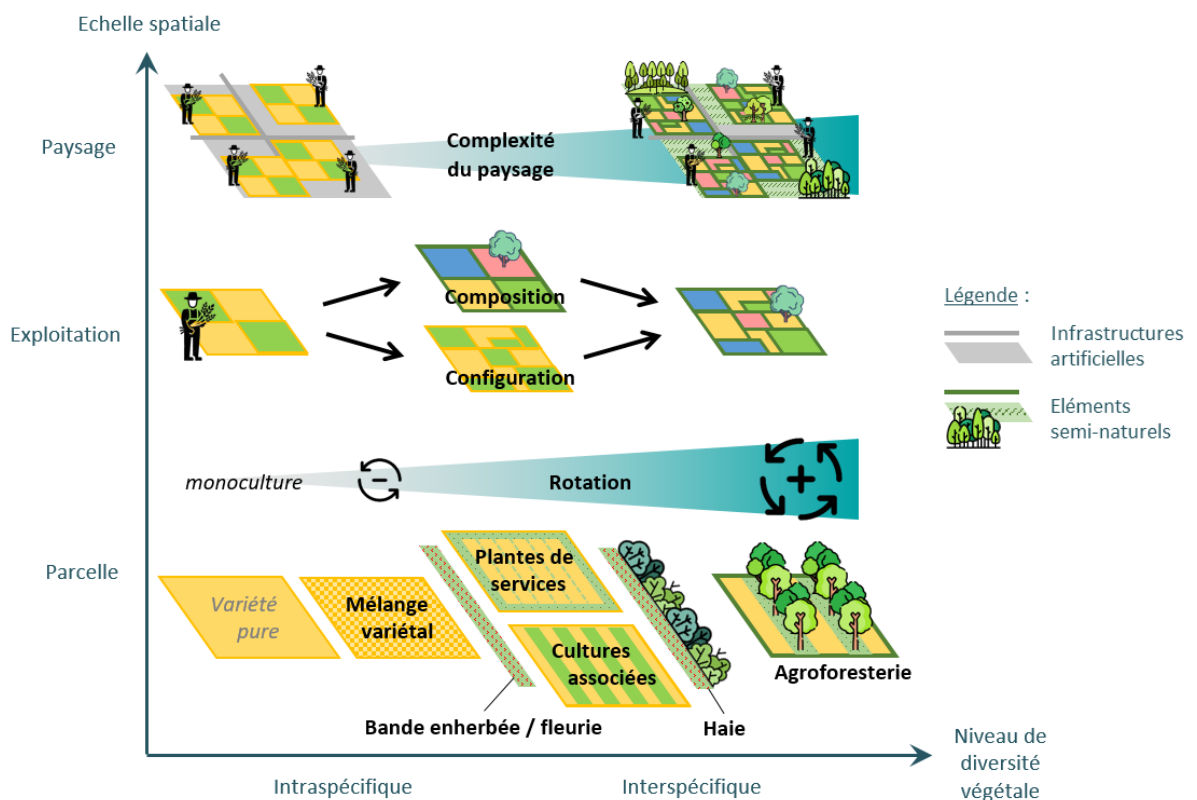 Echelle spatiale
Paysage
Complexité
du paysage
Exploitation
Composition
Configuration
Légende :
Infrastructures
artificielles
Eléments
semi-naturels
monoculture
−
Rotation
+
Parcelle
Variété
pure
Mélange
variétal
Plantes de
services
Cultures
associées
Agroforesterie
Bande enherbée / fleurie
Haie
Intraspécifique
Interspécifique
Niveau de
diversité
végétale